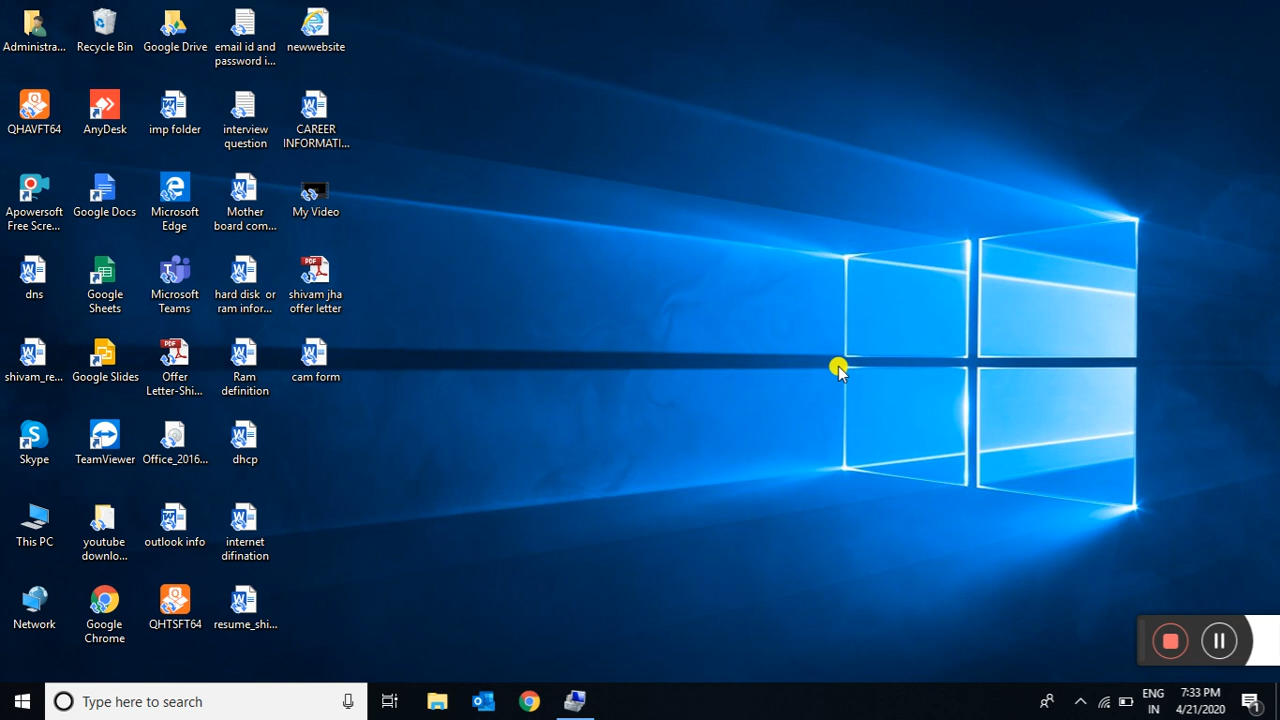 Administra...
Recycle Bin
Google Drive
email id and
password i...
newwebsite
QHAVFT64
AnyDesk
imp folder
interview
question
CAREER
INFORMATI...
Apowersoft
Free Scre...
Google Docs
Microsoft
Edge
Mother
board com...
My Video
dns
Google
Sheets
Microsoft
Teams
hard disk or
ram infor...
PDF
shivam jha
offer letter
shivam_re...
Google Slides
PDF
Offer
Letter-Shi...
Ram
definition
cam form
Skype
TeamViewer
Office_2016...
dhcp
This PC
youtube
downlo...
outlook info
internet
difination
Network
Google
Chrome
QHTSFT64
resume_shi...
Type here to search
ENG
IN
7:33 PM
4/21/2020
1